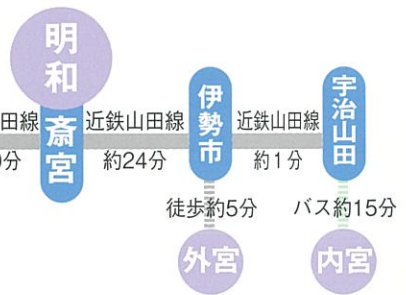 明和
斎宮
田線
分
近鉄山田線
約24分
伊勢市
近鉄山田線
約1分
宇治山田
徒歩約5分
バス約15分
外宮
内宮